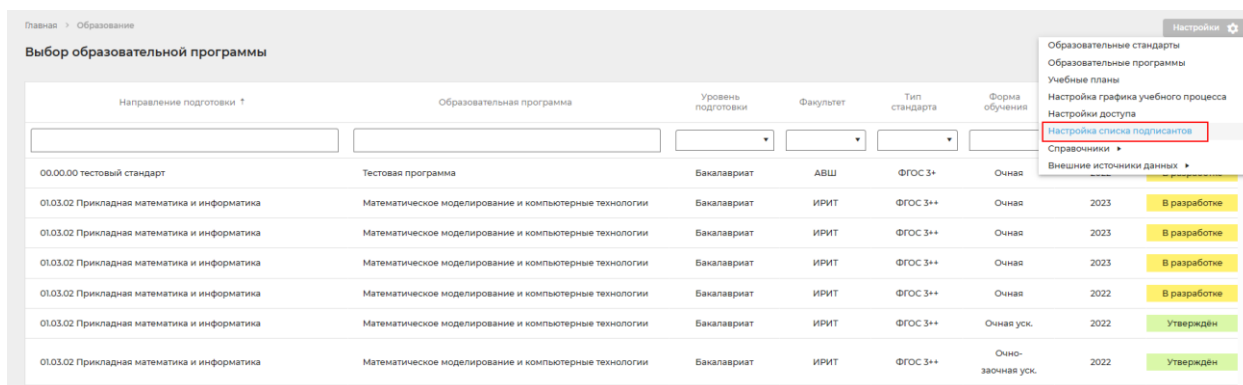 Главная > Образование
Настройки
Выбор образовательной программы
Образовательные стандарты
Образовательные программы
Учебные планы
Настройка графика учебного процесса
Настройки доступа
Настройка списка подписантов
Справочники ▸
Внешние источники данных ▸
Направление подготовки ↑ Образовательная программа Уровень подготовки Факультет Тип стандарта Форма обучения
00.00.00 тестовый стандарт Тестовая программа Бакалавриат АВШ ФГОС 3+ Очная 2022 В разработке
01.03.02 Прикладная математика и информатика Математическое моделирование и компьютерные технологии Бакалавриат ИРИТ ФГОС 3++ Очная 2023 В разработке
01.03.02 Прикладная математика и информатика Математическое моделирование и компьютерные технологии Бакалавриат ИРИТ ФГОС 3++ Очная 2023 В разработке
01.03.02 Прикладная математика и информатика Математическое моделирование и компьютерные технологии Бакалавриат ИРИТ ФГОС 3++ Очная 2023 В разработке
01.03.02 Прикладная математика и информатика Математическое моделирование и компьютерные технологии Бакалавриат ИРИТ ФГОС 3++ Очная 2022 В разработке
01.03.02 Прикладная математика и информатика Математическое моделирование и компьютерные технологии Бакалавриат ИРИТ ФГОС 3++ Очная уск. 2022 Утверждён
01.03.02 Прикладная математика и информатика Математическое моделирование и компьютерные технологии Бакалавриат ИРИТ ФГОС 3++ Очно-заочная уск. 2022 Утверждён